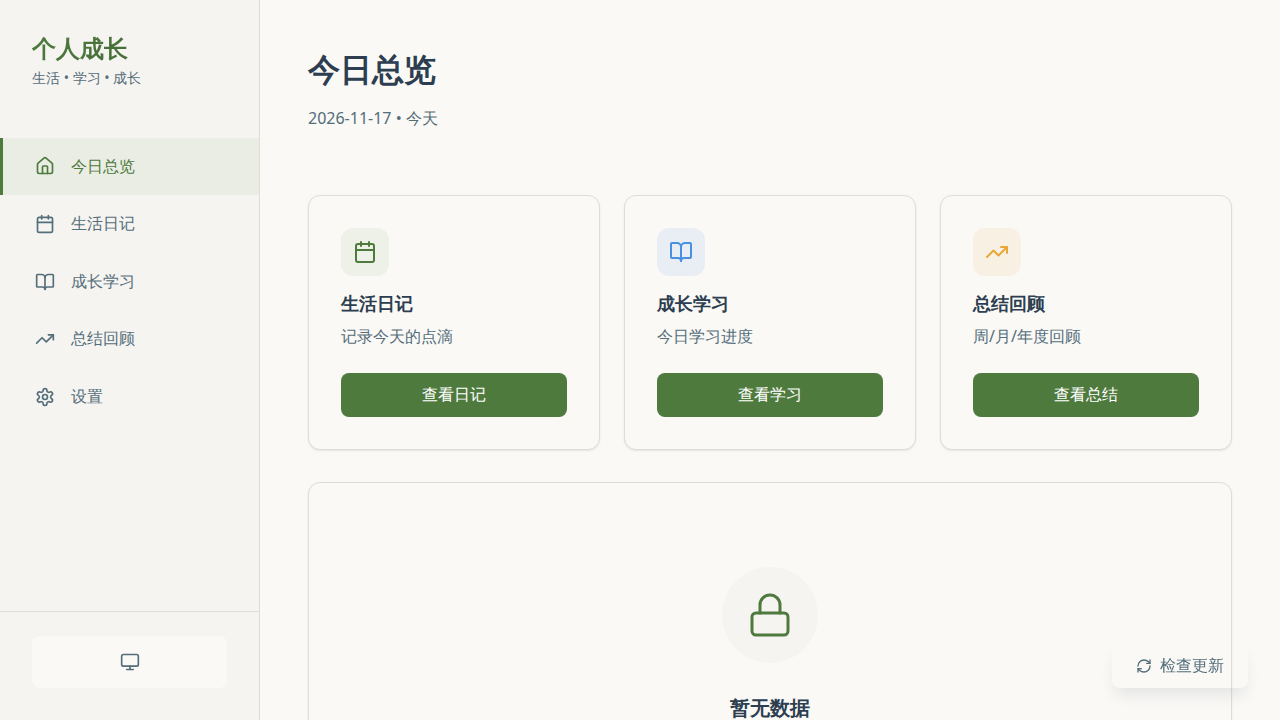 个人成长
生活 • 学习 • 成长
今日总览
生活日记
成长学习
总结回顾
设置
今日总览
2026-11-17 • 今天
生活日记
记录今天的点滴
查看日记
成长学习
今日学习进度
查看学习
总结回顾
周/月/年度回顾
查看总结
暂无数据
检查更新